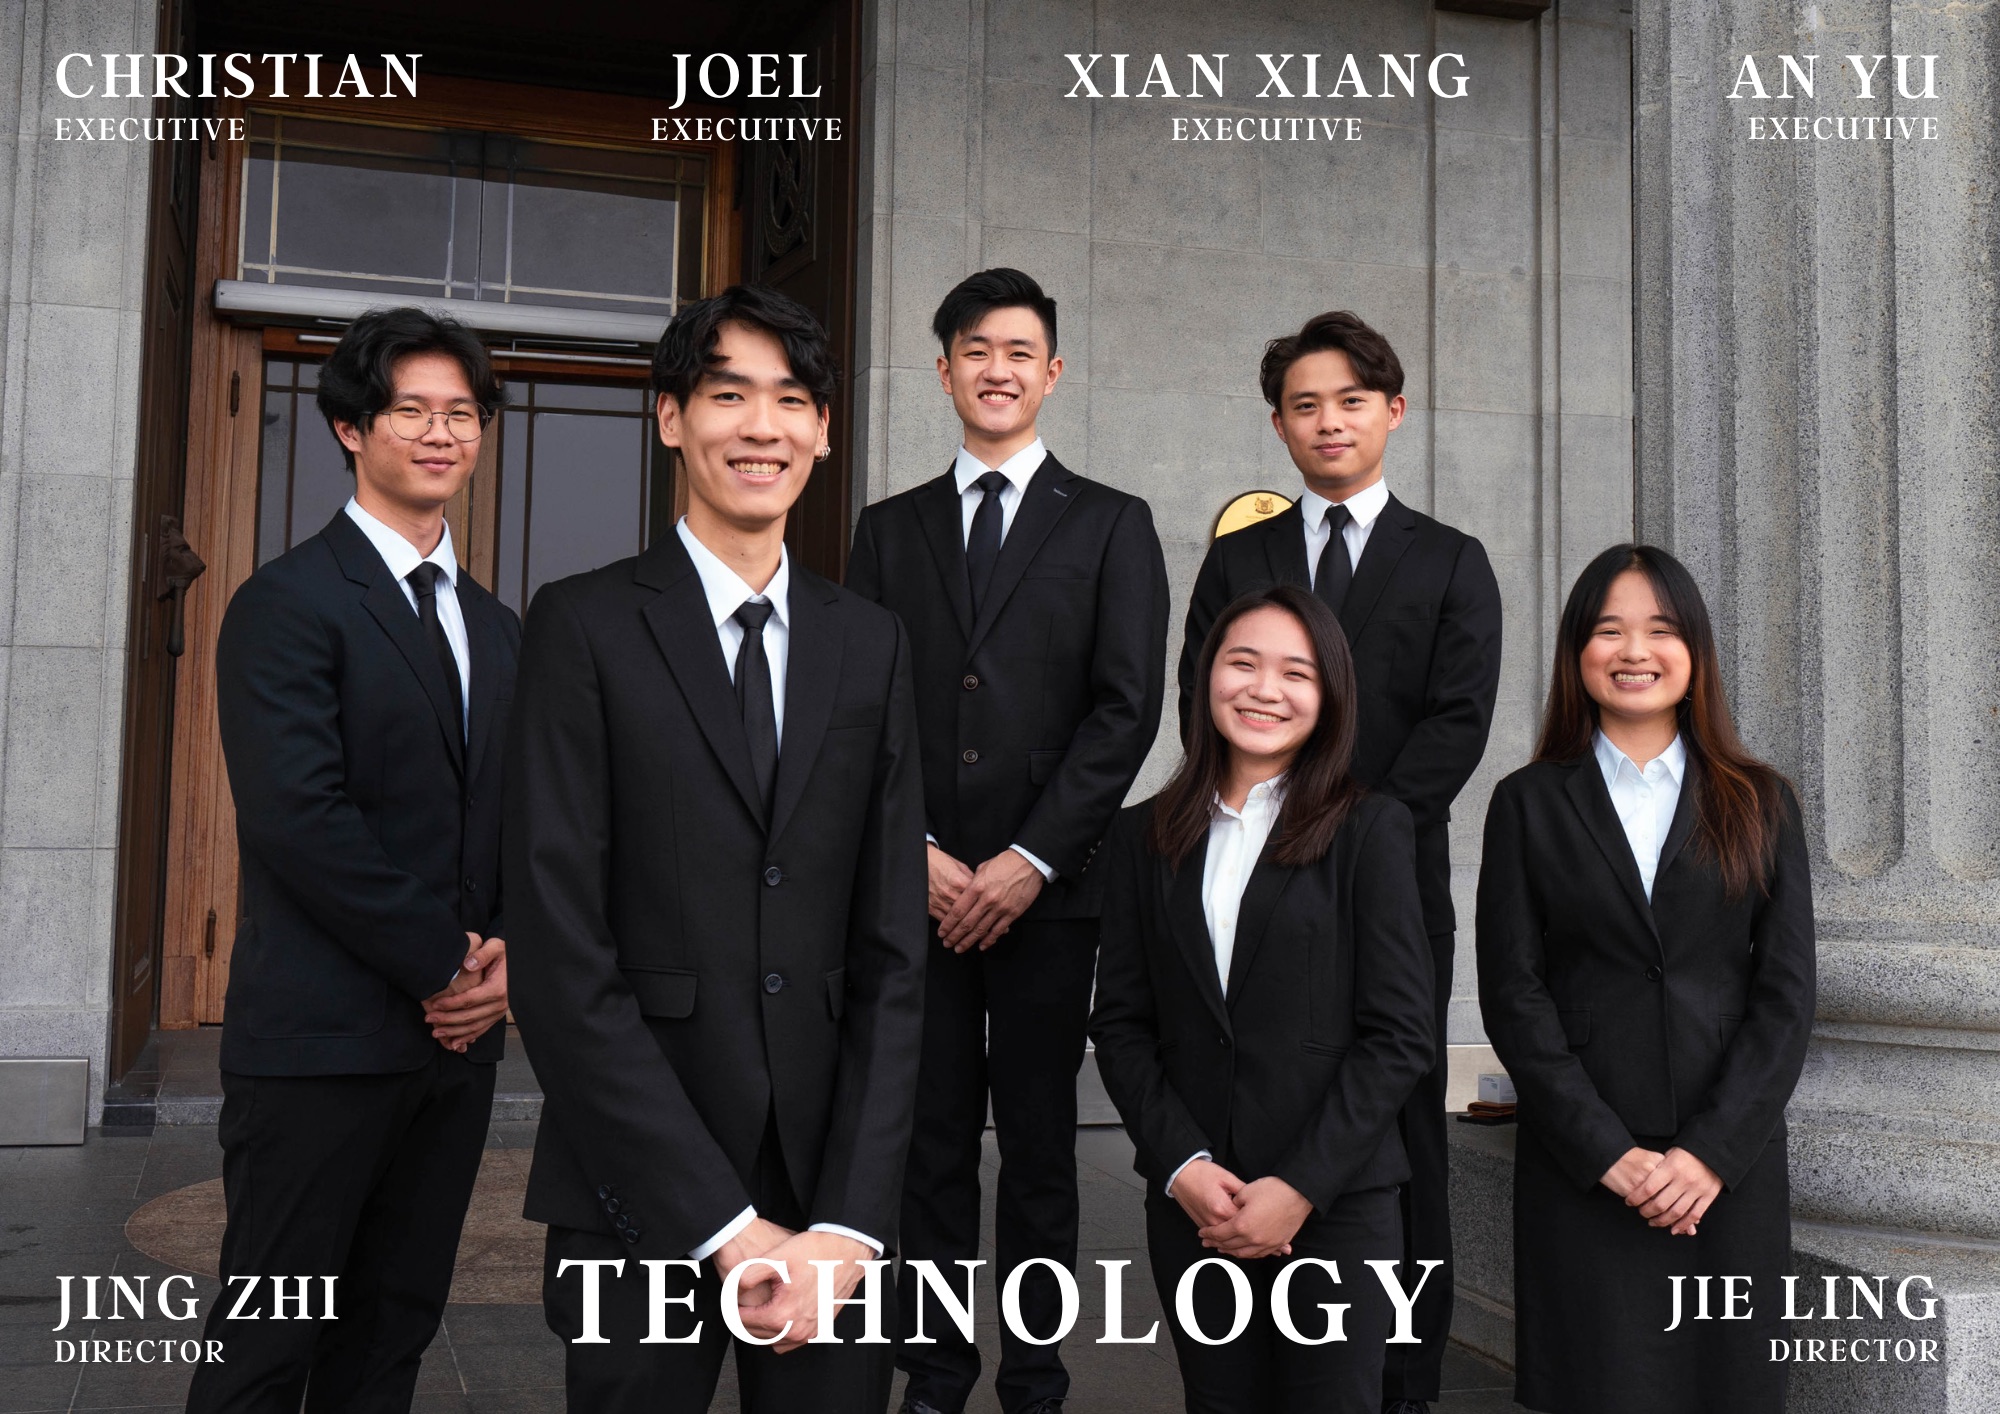 CHRISTIAN
EXECUTIVE
JOEL
EXECUTIVE
XIAN XIANG
EXECUTIVE
AN YU
EXECUTIVE
JING ZHI
DIRECTOR
TECHNOLOGY
JIE LING
DIRECTOR